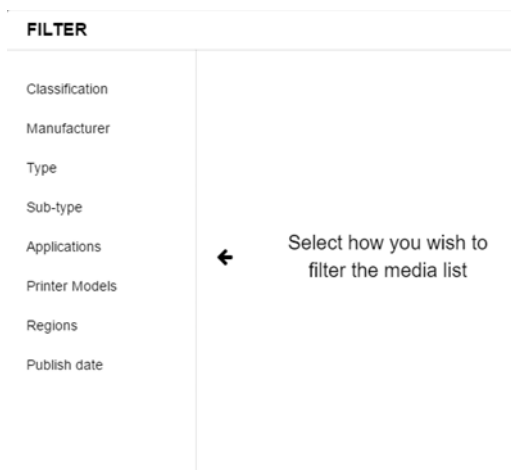 FILTER
Classification
Manufacturer
Type
Sub-type
Applications
Printer Models
Regions
Publish date
Select how you wish to
filter the media list